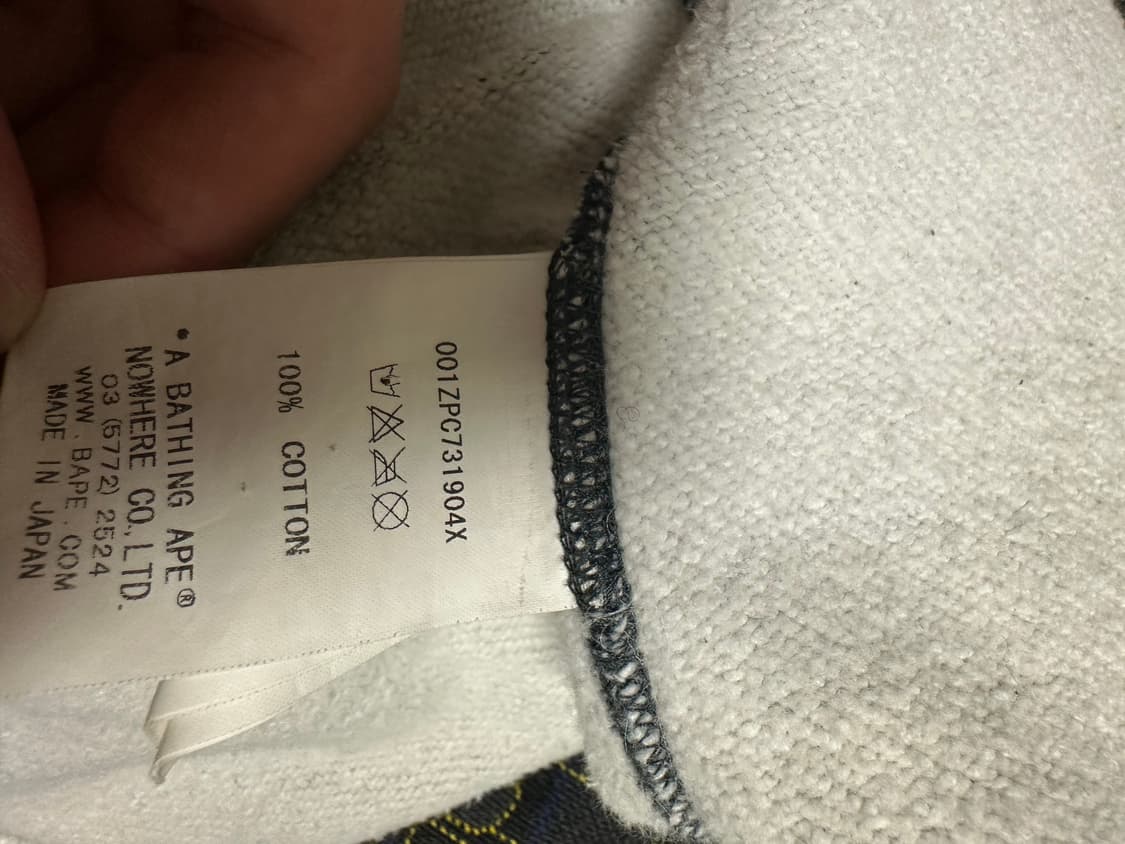 001ZPC731904X
100% COTTON
• A BATHING APE®
NOWHERE CO., LTD.
03 (5772) 2524
WWW.BAPE.COM
MADE IN JAPAN